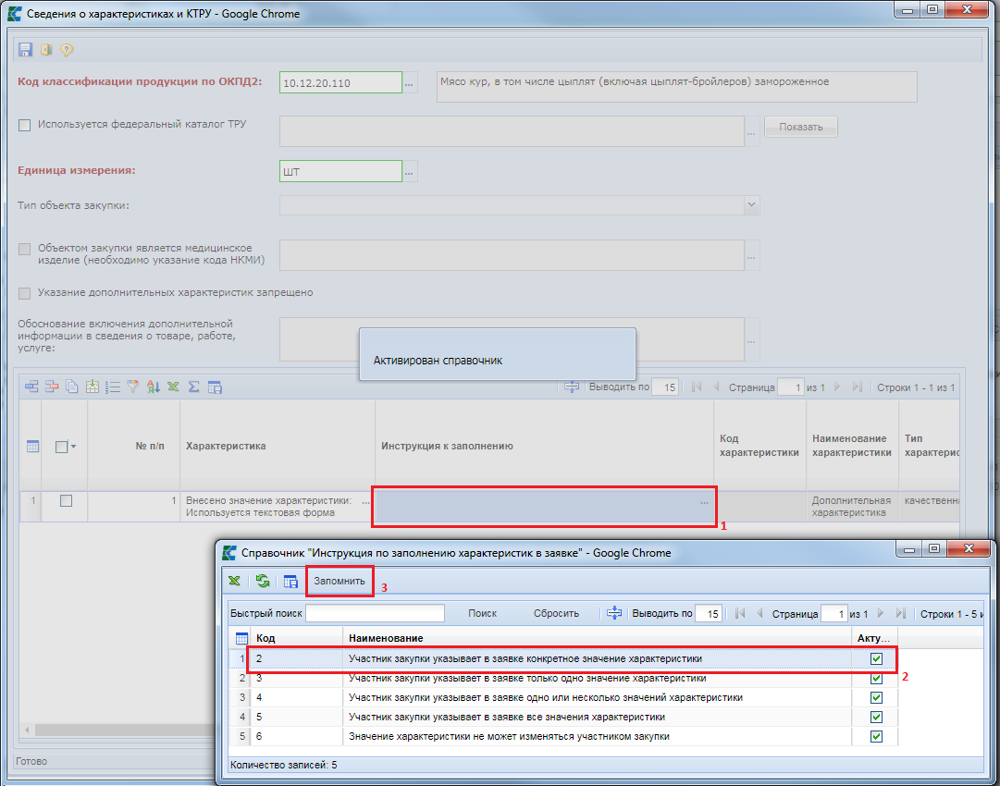 Сведения о характеристиках и КТРУ - Google Chrome
Код классификации продукции по ОКПД2:
10.12.20.110
...
Мясо кур, в том числе цыплят (включая цыплят-бройлеров) замороженное
Используется федеральный каталог ТРУ
...
Показать
Единица измерения:
ШТ
...
Тип объекта закупки:
Объектом закупки является медицинское
изделие (необходимо указание кода НКМИ)
...
Указание дополнительных характеристик запрещено
Обоснование включения дополнительной
информации в сведения о товаре, работе,
услуге:
...
Активирован справочник
Выводить по 15 Страница 1 из 1 Строки 1 - 1 из 1
№ п/п Характеристика Инструкция к заполнению
Код
характеристики
Наименование
характеристики
Тип
характерис
1 1
Внесено значение характеристики:
Используется текстовая форма
...
...
Дополнительная
характеристика
качественн
1
Справочник "Инструкция по заполнению характеристик в заявке" - Google Chrome
Запомнить
3
Быстрый поиск Поиск Сбросить Выводить по 15 Страница 1 из 1 Строки 1 - 5 и
Код Наименование Акту...
1 2 Участник закупки указывает в заявке конкретное значение характеристики
2
2 3 Участник закупки указывает в заявке только одно значение характеристики
3 4 Участник закупки указывает в заявке одно или несколько значений характеристики
4 5 Участник закупки указывает в заявке все значения характеристики
5 6 Значение характеристики не может изменяться участником закупки
Количество записей: 5
Готово